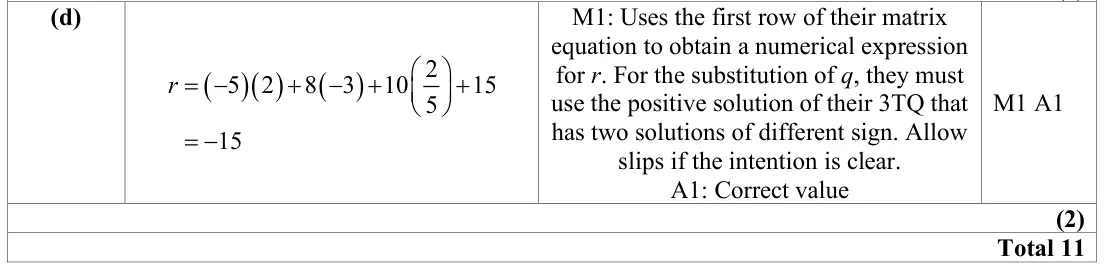 (d)
r = (−5)(2) + 8(−3) + 10(2/5) + 15
= −15
M1: Uses the first row of their matrix
equation to obtain a numerical expression
for r. For the substitution of q, they must
use the positive solution of their 3TQ that
has two solutions of different sign. Allow
slips if the intention is clear.
A1: Correct value
M1 A1
(2)
Total 11